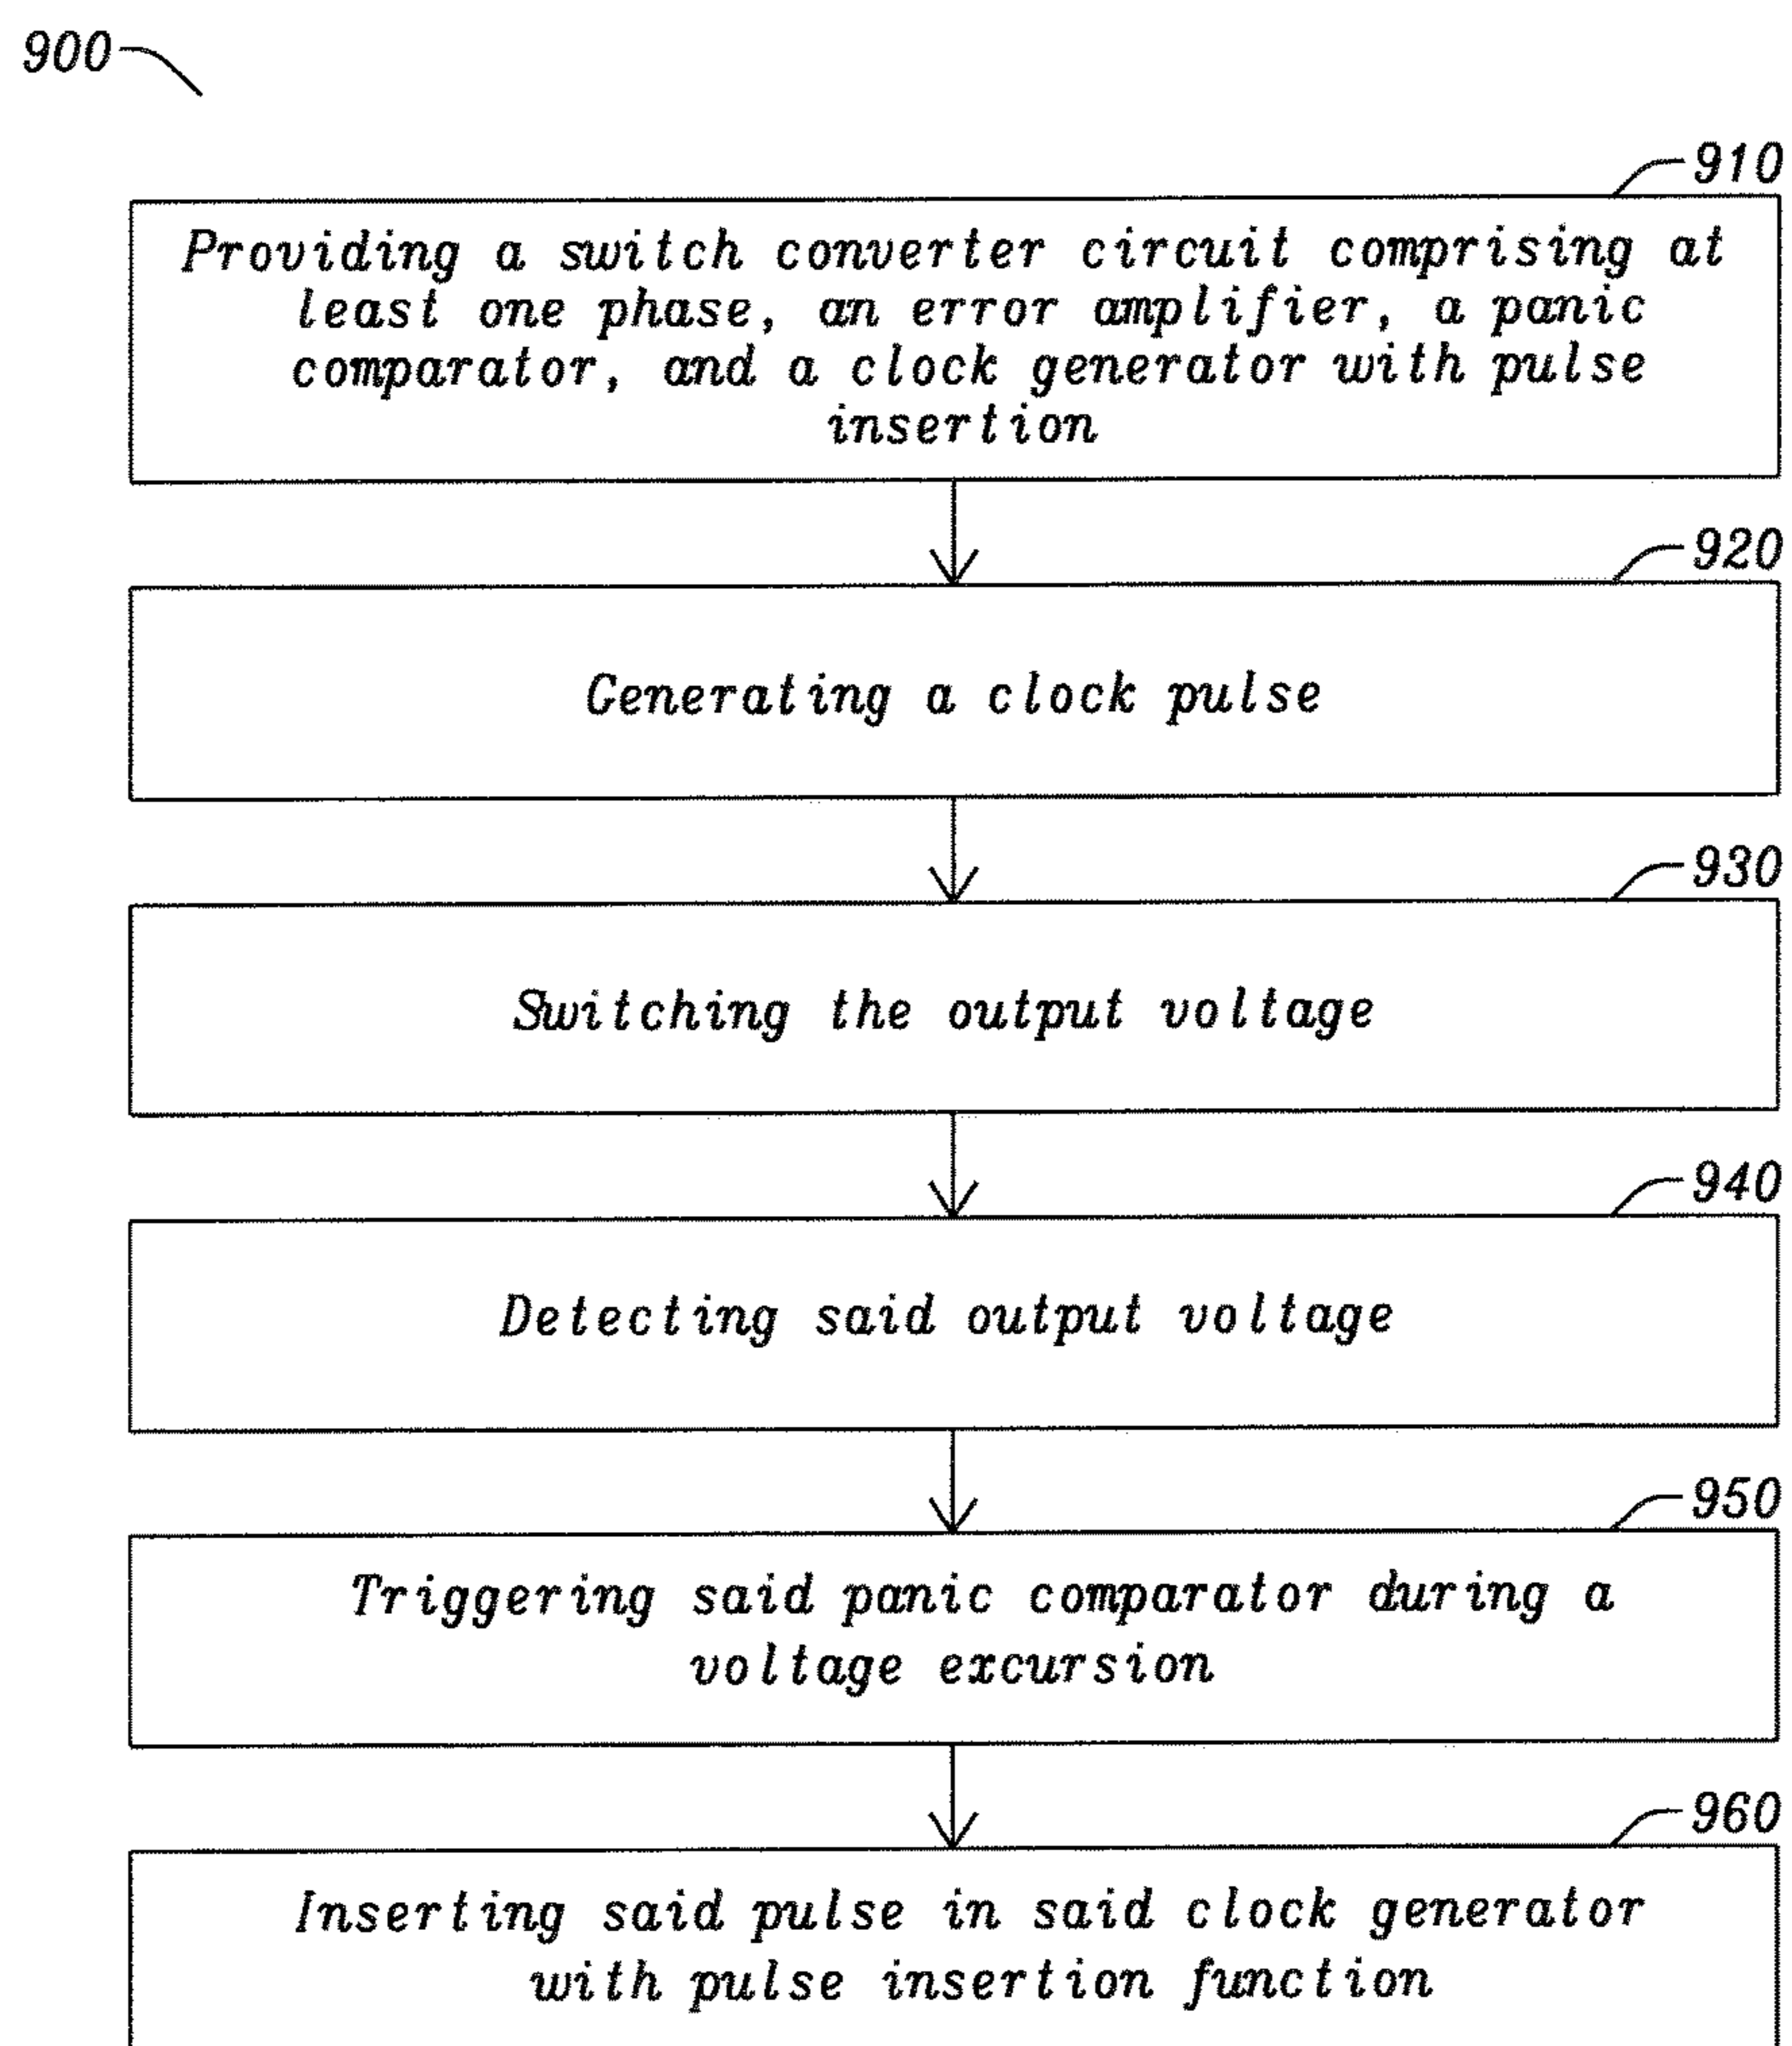 900
910
Providing a switch converter circuit comprising at
least one phase, an error amplifier, a panic
comparator, and a clock generator with pulse
insertion
920
Generating a clock pulse
930
Switching the output voltage
940
Detecting said output voltage
950
Triggering said panic comparator during a
voltage excursion
960
Inserting said pulse in said clock generator
with pulse insertion function